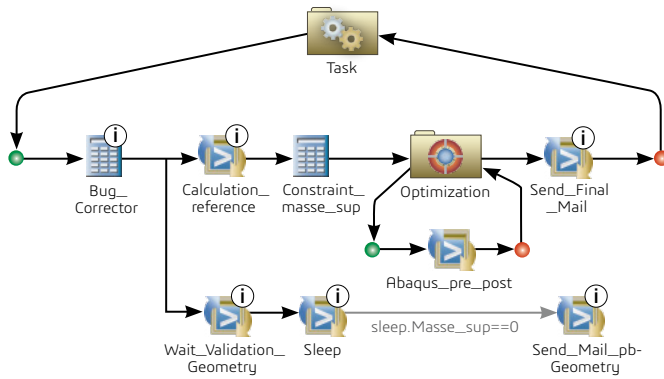 Task
Bug_
Corrector
Calculation_
reference
Constraint_
masse_sup
Optimization
Send_Final
_Mail
Abaqus_pre_post
Wait_Validation_
Geometry
Sleep
sleep.Masse_sup==0
Send_Mail_pb-
Geometry